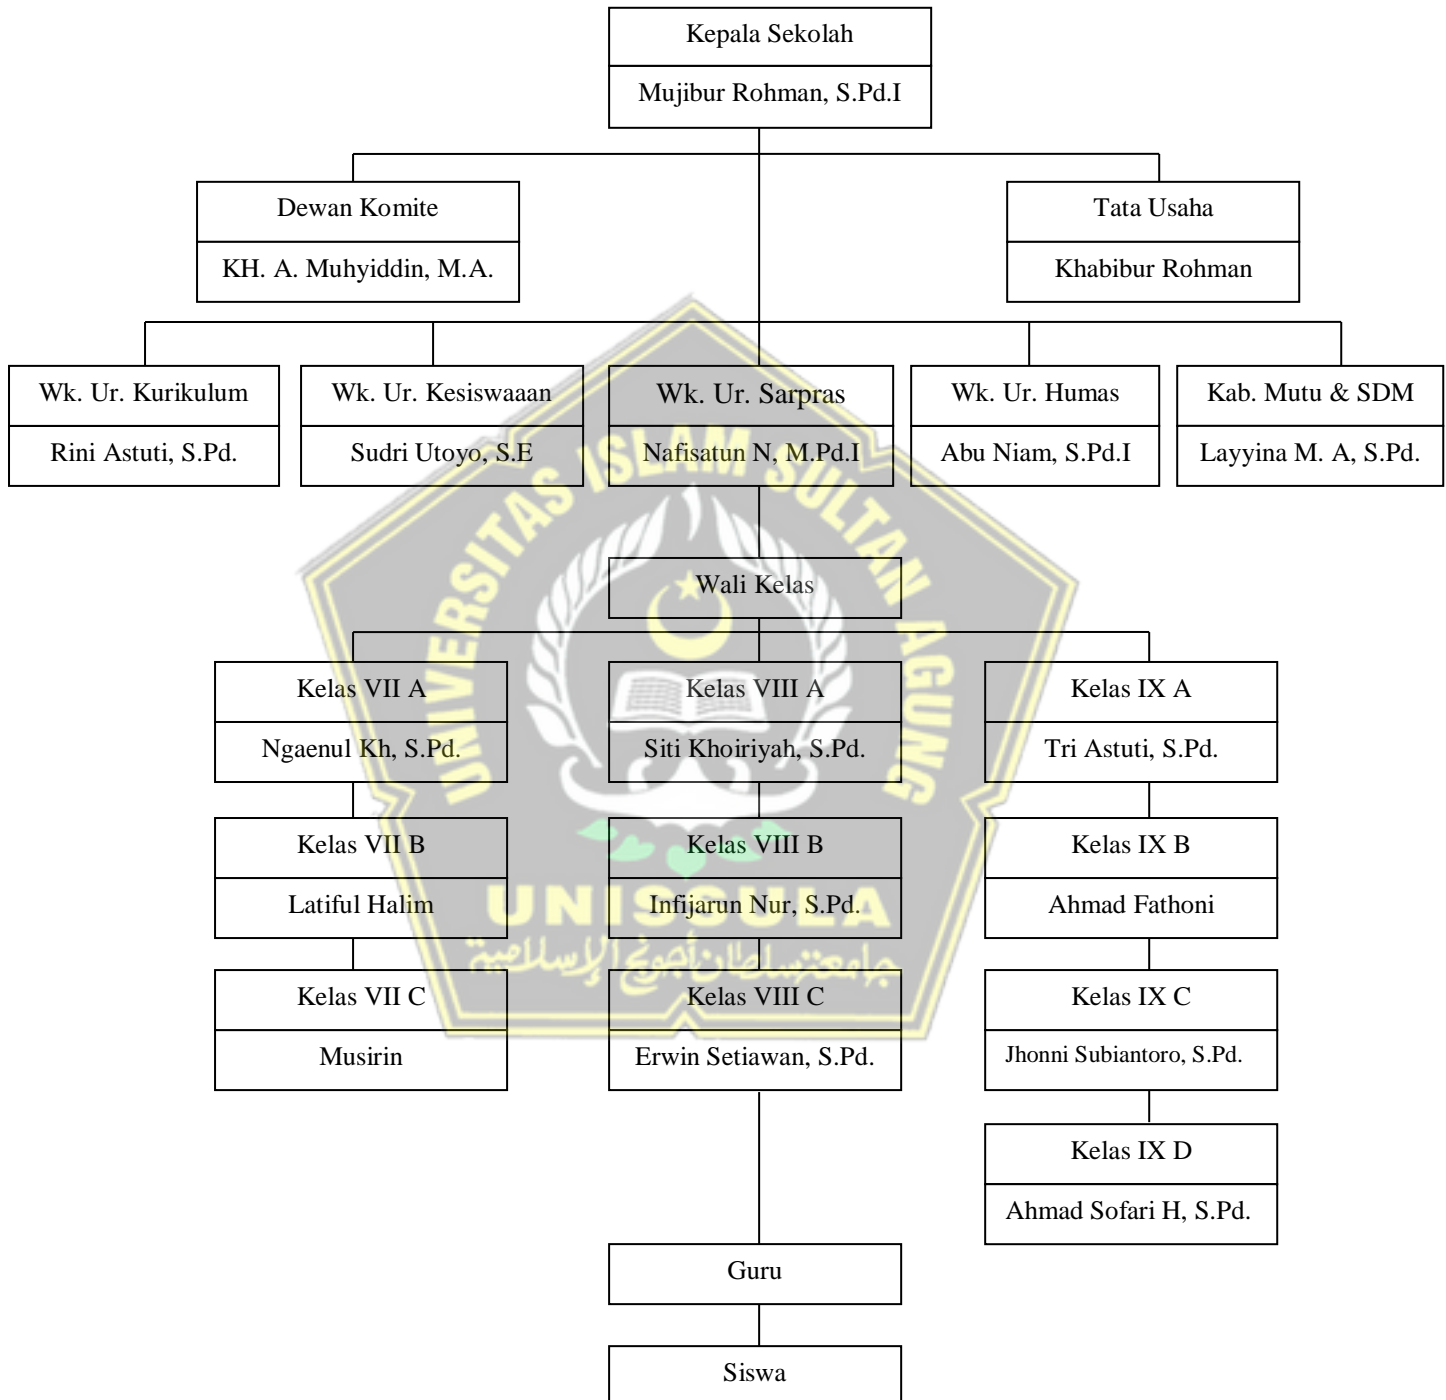 Kepala Sekolah
Mujibur Rohman, S.Pd.I
Dewan Komite
KH. A. Muhyiddin, M.A.
Tata Usaha
Khabibur Rohman
Wk. Ur. Kurikulum
Rini Astuti, S.Pd.
Wk. Ur. Kesiswaaan
Sudri Utoyo, S.E
Wk. Ur. Sarpras
Nafisatun N, M.Pd.I
Wk. Ur. Humas
Abu Niam, S.Pd.I
Kab. Mutu & SDM
Layyina M. A, S.Pd.
UNIVERSITAS ISLAM SULTAN AGUNG
Wali Kelas
Kelas VII A
Ngaenul Kh, S.Pd.
Kelas VIII A
Siti Khoiriyah, S.Pd.
Kelas IX A
Tri Astuti, S.Pd.
Kelas VII B
Latiful Halim
Kelas VIII B
Infijarun Nur, S.Pd.
Kelas IX B
Ahmad Fathoni
UNISSULA
جامعتسلطان أجونج الإسلامية
Kelas VII C
Musirin
Kelas VIII C
Erwin Setiawan, S.Pd.
Kelas IX C
Jhonni Subiantoro, S.Pd.
Kelas IX D
Ahmad Sofari H, S.Pd.
Guru
Siswa